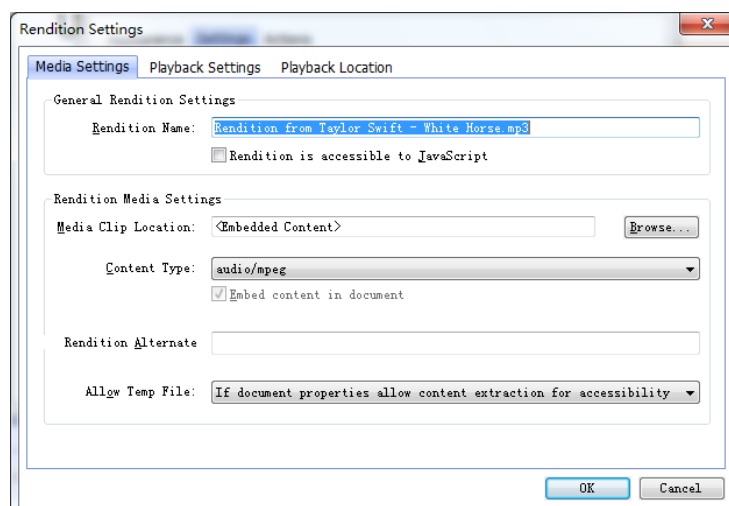 Rendition Settings
Settings
Media Settings Playback Settings Playback Location
General Rendition Settings
Rendition Name: Rendition from Taylor Swift - White Horse.mp3
Rendition is accessible to JavaScript
Rendition Media Settings
Media Clip Location: <Embedded Content> Browse...
Content Type: audio/mpeg
Embed content in document
Rendition Alternate
Allow Temp File: If document properties allow content extraction for accessibility
OK Cancel